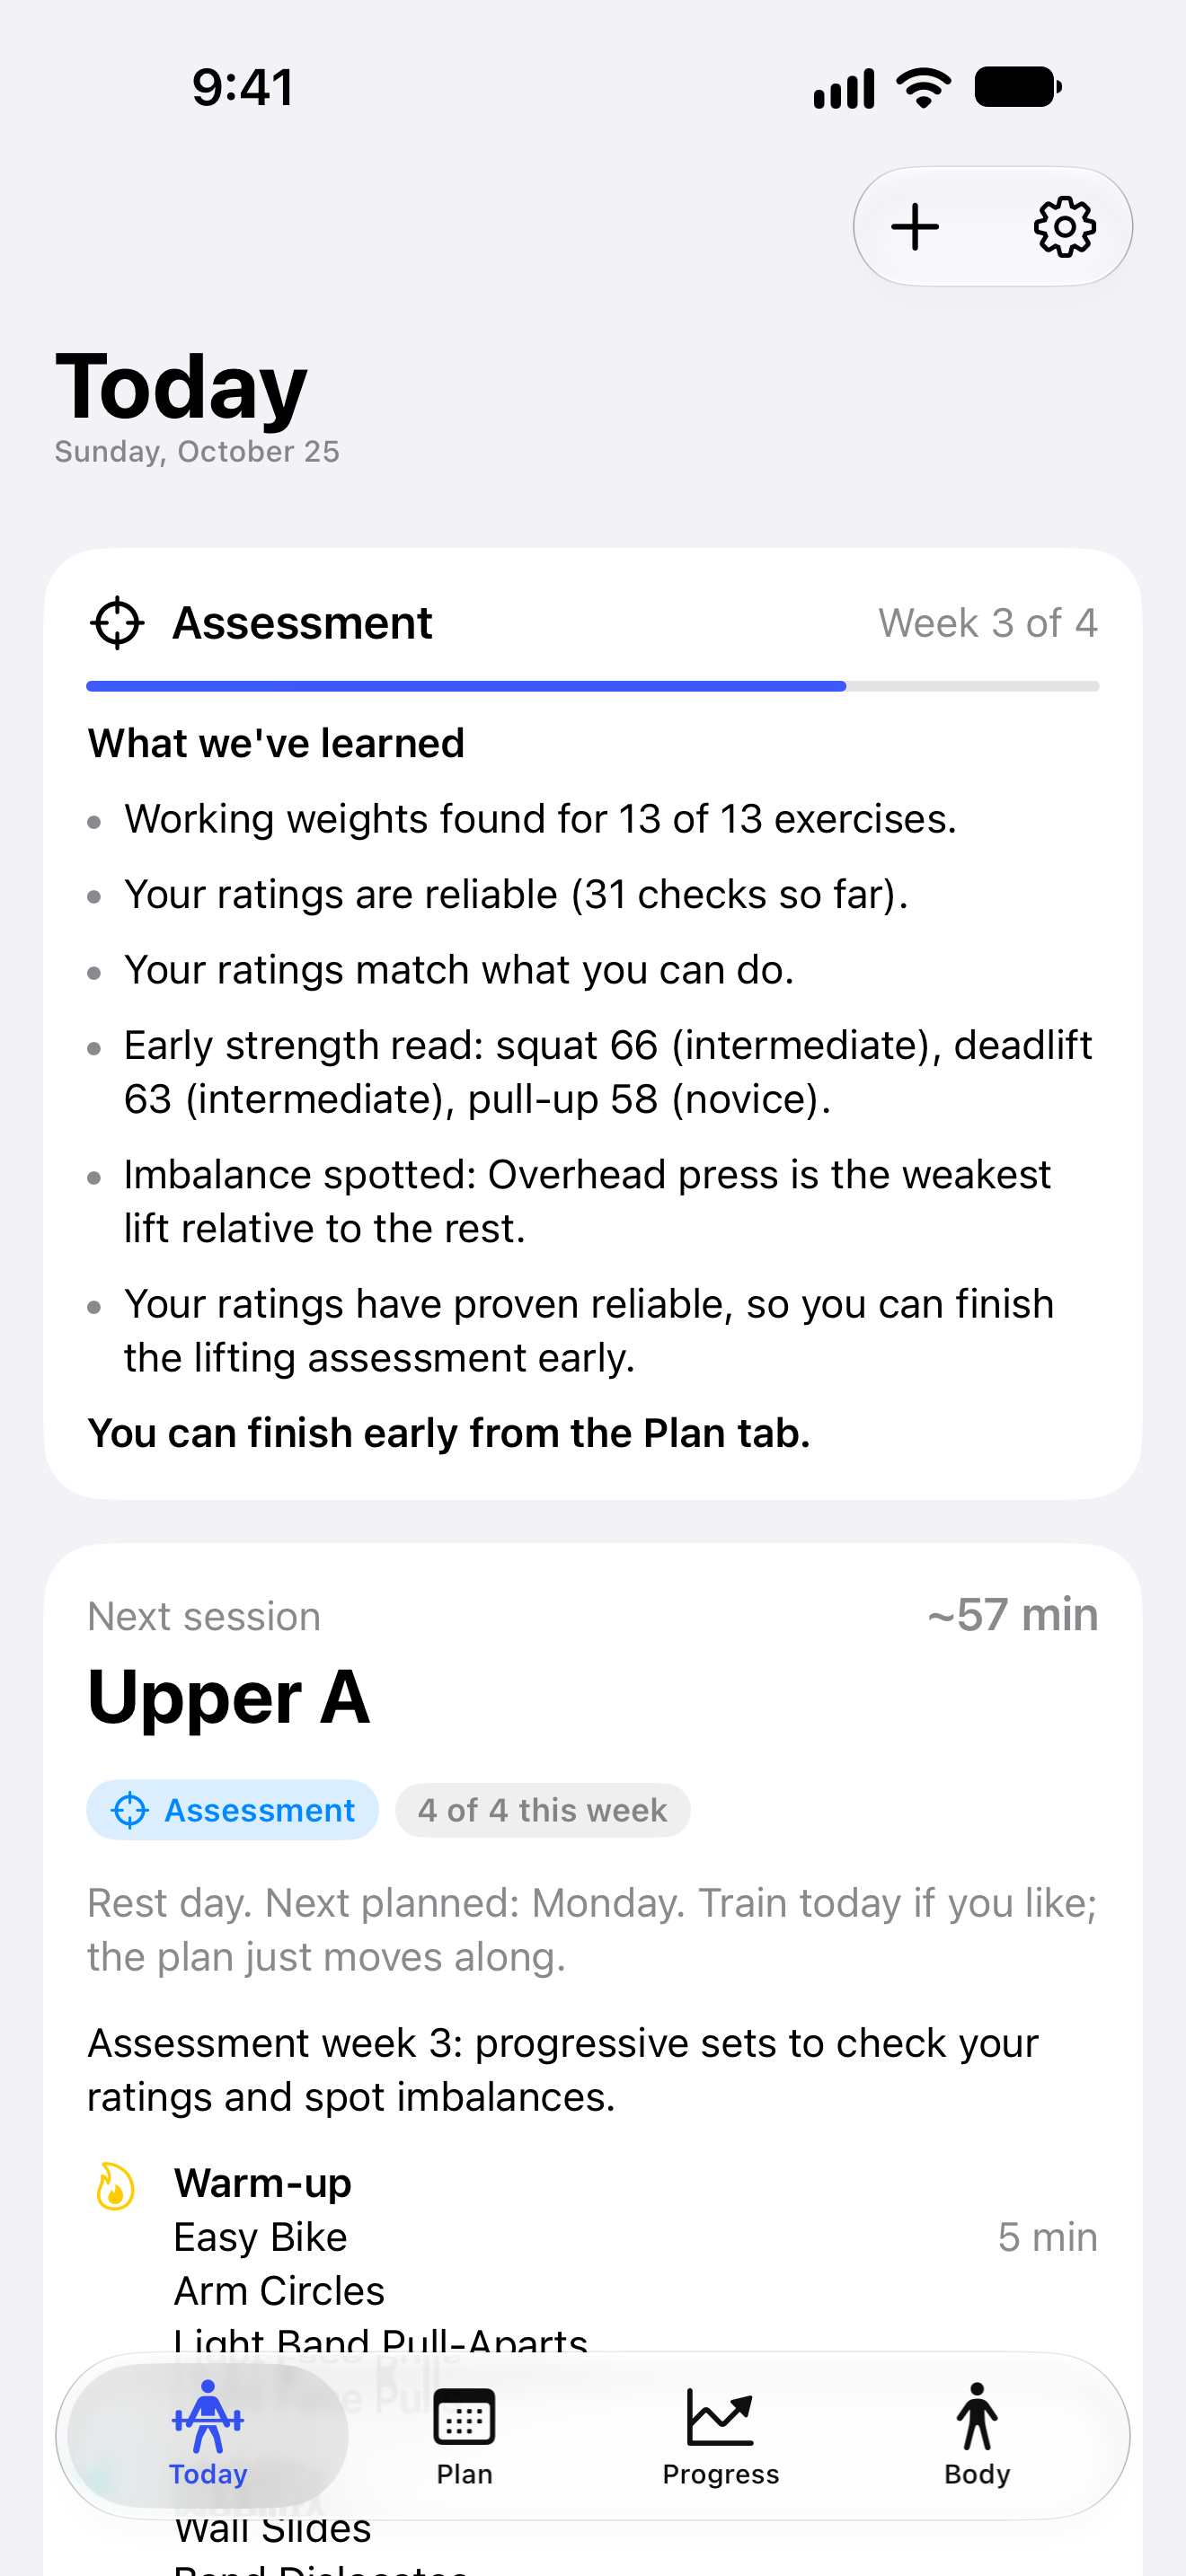 9:41
Today
Sunday, October 25
Assessment
Week 3 of 4
What we've learned
• Working weights found for 13 of 13 exercises.
• Your ratings are reliable (31 checks so far).
• Your ratings match what you can do.
• Early strength read: squat 66 (intermediate), deadlift
63 (intermediate), pull-up 58 (novice).
• Imbalance spotted: Overhead press is the weakest
lift relative to the rest.
• Your ratings have proven reliable, so you can finish
the lifting assessment early.
You can finish early from the Plan tab.
Next session
~57 min
Upper A
Assessment
4 of 4 this week
Rest day. Next planned: Monday. Train today if you like;
the plan just moves along.
Assessment week 3: progressive sets to check your
ratings and spot imbalances.
Warm-up
Easy Bike
5 min
Arm Circles
Light Band Pull-Aparts
Today
Plan
Progress
Body
Wall Slides